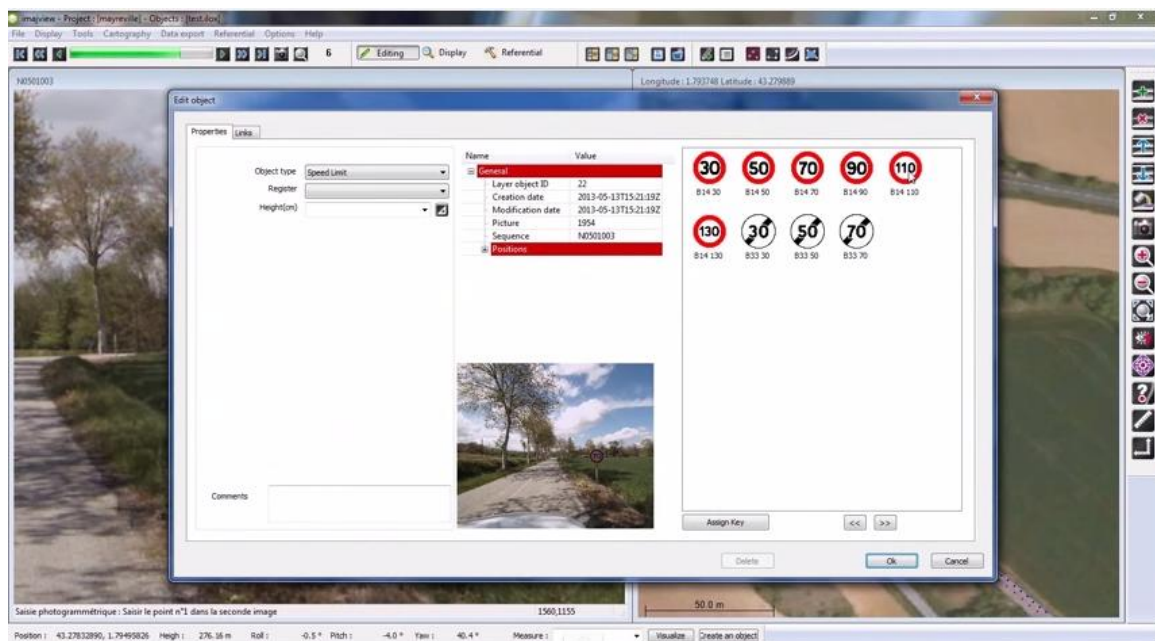 imajview - Project : [mayreville] - Objects : [test.ilox]
File Display Tools Cartography Data export Referential Options Help
6 Editing Display Referential
N0501003
Longitude : 1.793748 Latitude : 43.279889
Edit object
Properties Links
Object type Speed Limit
Register
Height(cm)
Name Value
General
Layer object ID 22
Creation date 2013-05-13T15:21:19Z
Modification date 2013-05-13T15:21:19Z
Picture 1954
Sequence N0501003
Positions
30 50 70 90 110
B14 30 B14 50 B14 70 B14 90 B14 110
130 30 50 70
B14 130 B33 30 B33 50 B33 70
Comments
Assign Key << >>
Delete Ok Cancel
Saisie photogrammétrique : Saisir le point n°1 dans la seconde image 1560,1155
50.0 m
Position : 43.27832890, 1.79495826 Heigh : 276.16 m Roll : -0.5 ° Pitch : -4.0 ° Yaw : 40.4 ° Measure : Visualize Create an object